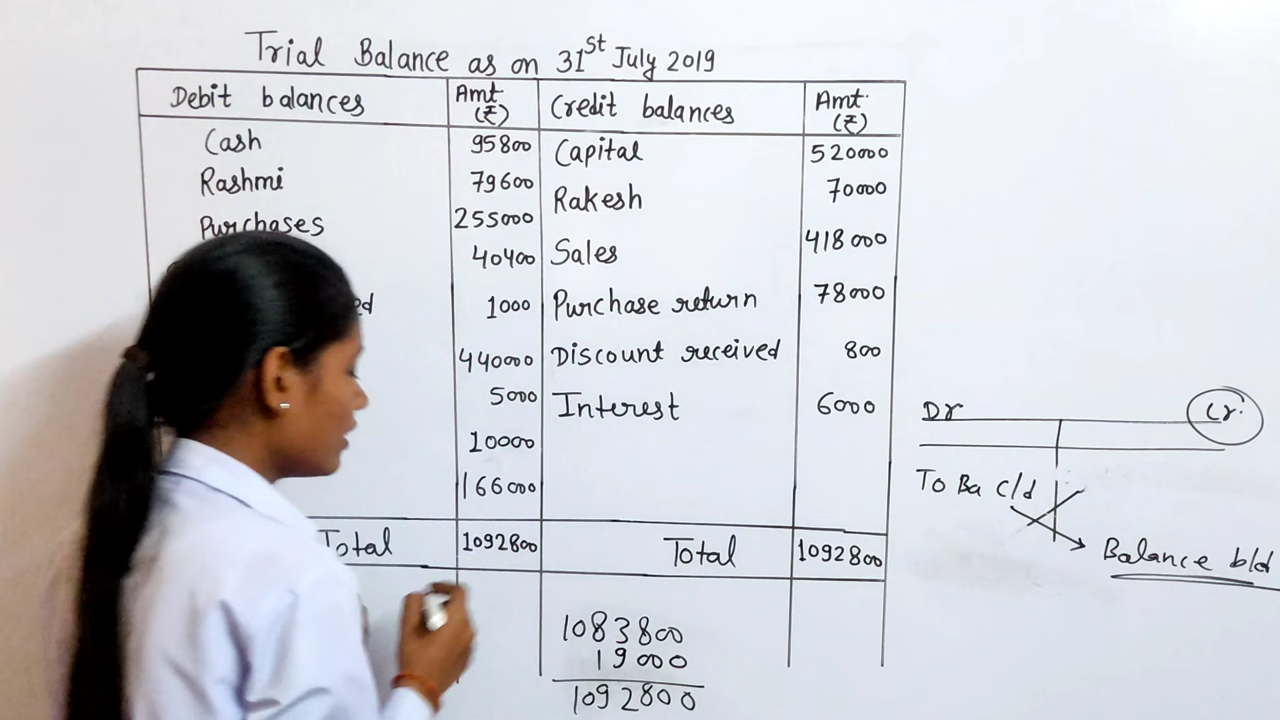 Trial Balance as on 31st July 2019
Debit balances Amt. (₹) Credit balances Amt. (₹)
Cash 95800 Capital 520000
Rashmi 79600 Rakesh 70000
Purchases 255000 Sales 418000
40400 Purchase return 78000
ed 1000 Discount received 800
440000 Interest 6000
5000
10000
166000
Total 1092800 Total 1092800
1083800
19000
1092800
Dr Cr.
To Ba c/d
Balance b/d